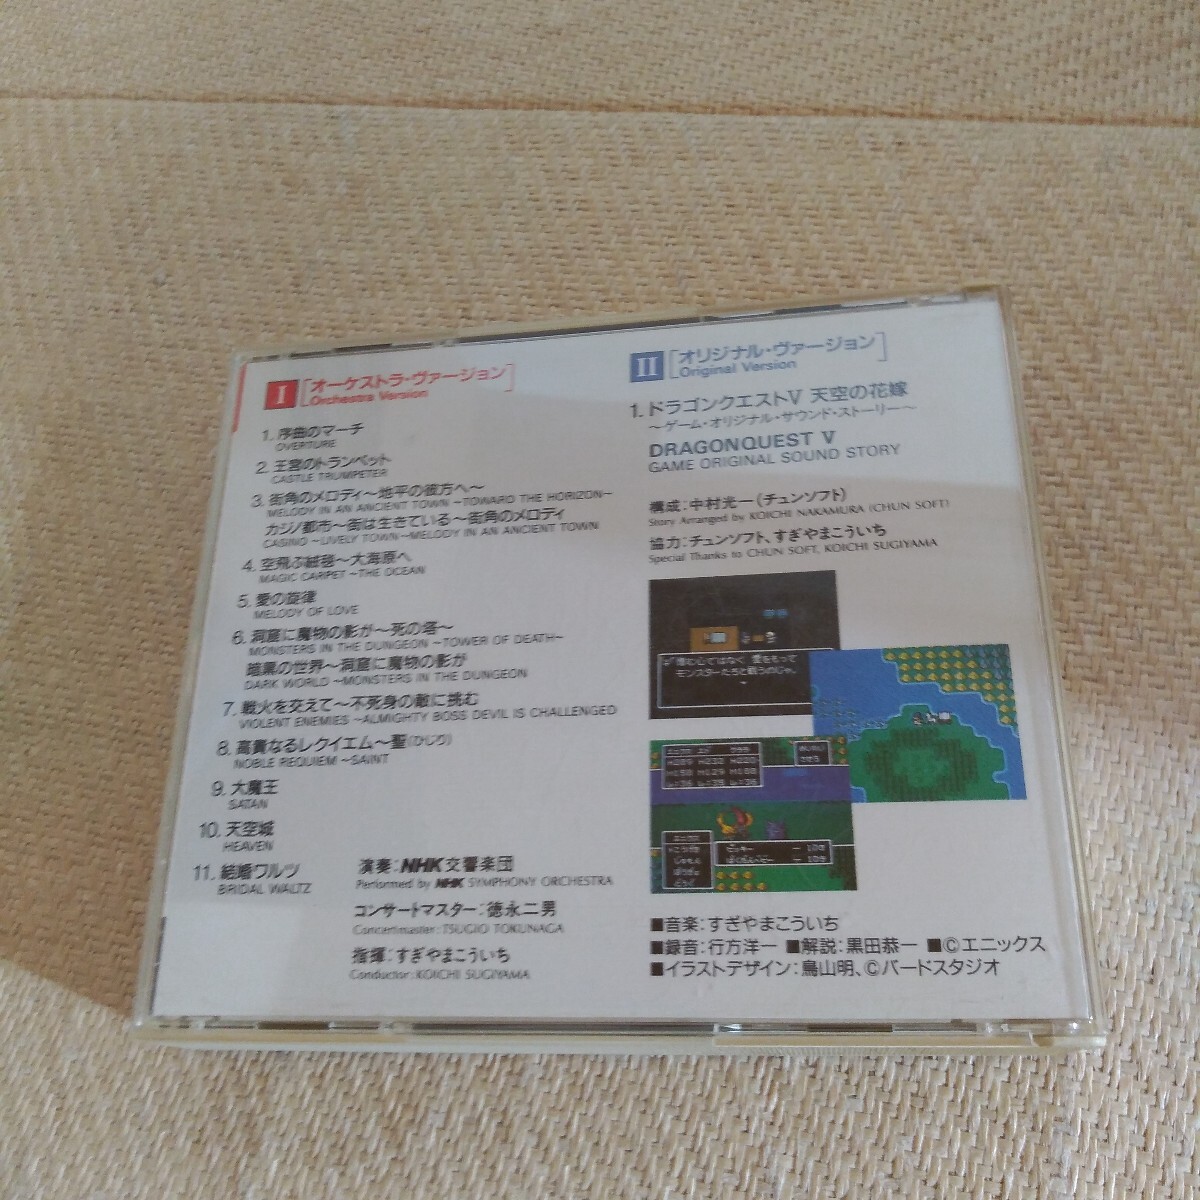 I [オーケストラ・ヴァージョン]
Orchestra Version
1. 序曲のマーチ
OVERTURE
2. 王宮のトランペット
CASTLE TRUMPETER
3. 街角のメロディ〜地平の彼方へ〜
MELODY IN AN ANCIENT TOWN ~TOWARD THE HORIZON~
カジノ都市〜街は生きている〜街角のメロディ
CASINO ~LIVELY TOWN~MELODY IN AN ANCIENT TOWN
4. 空飛ぶ絨毯〜大海原へ
MAGIC CARPET ~THE OCEAN
5. 愛の旋律
MELODY OF LOVE
6. 洞窟に魔物の影が〜死の塔〜
MONSTERS IN THE DUNGEON ~TOWER OF DEATH~
暗黒の世界〜洞窟に魔物の影が
DARK WORLD ~MONSTERS IN THE DUNGEON
7. 戦火を交えて〜不死身の敵に挑む
VIOLENT ENEMIES ~ALMIGHTY BOSS DEVIL IS CHALLENGED
8. 高貴なるレクイエム〜聖(ひじり)
NOBLE REQUIEM ~SAINT
9. 大魔王
SATAN
10. 天空城
HEAVEN
11. 結婚ワルツ
BRIDAL WALTZ
演奏:NHK交響楽団
Performed by NHK SYMPHONY ORCHESTRA
コンサートマスター:徳永二男
Concertmaster:TSUGIO TOKUNAGA
指揮:すぎやまこういち
Conductor:KOICHI SUGIYAMA
II [オリジナル・ヴァージョン]
Original Version
1. ドラゴンクエストV 天空の花嫁
〜ゲーム・オリジナル・サウンド・ストーリー〜
DRAGONQUEST V
GAME ORIGINAL SOUND STORY
構成:中村光一(チュンソフト)
Story Arranged by KOICHI NAKAMURA (CHUN SOFT)
協力:チュンソフト、すぎやまこういち
Special Thanks to CHUN SOFT, KOICHI SUGIYAMA
モンスターたちと戦うのじゃ。
■音楽:すぎやまこういち
■録音:行方洋一 ■解説:黒田恭一 ■©エニックス
■イラストデザイン:鳥山明、©バードスタジオ